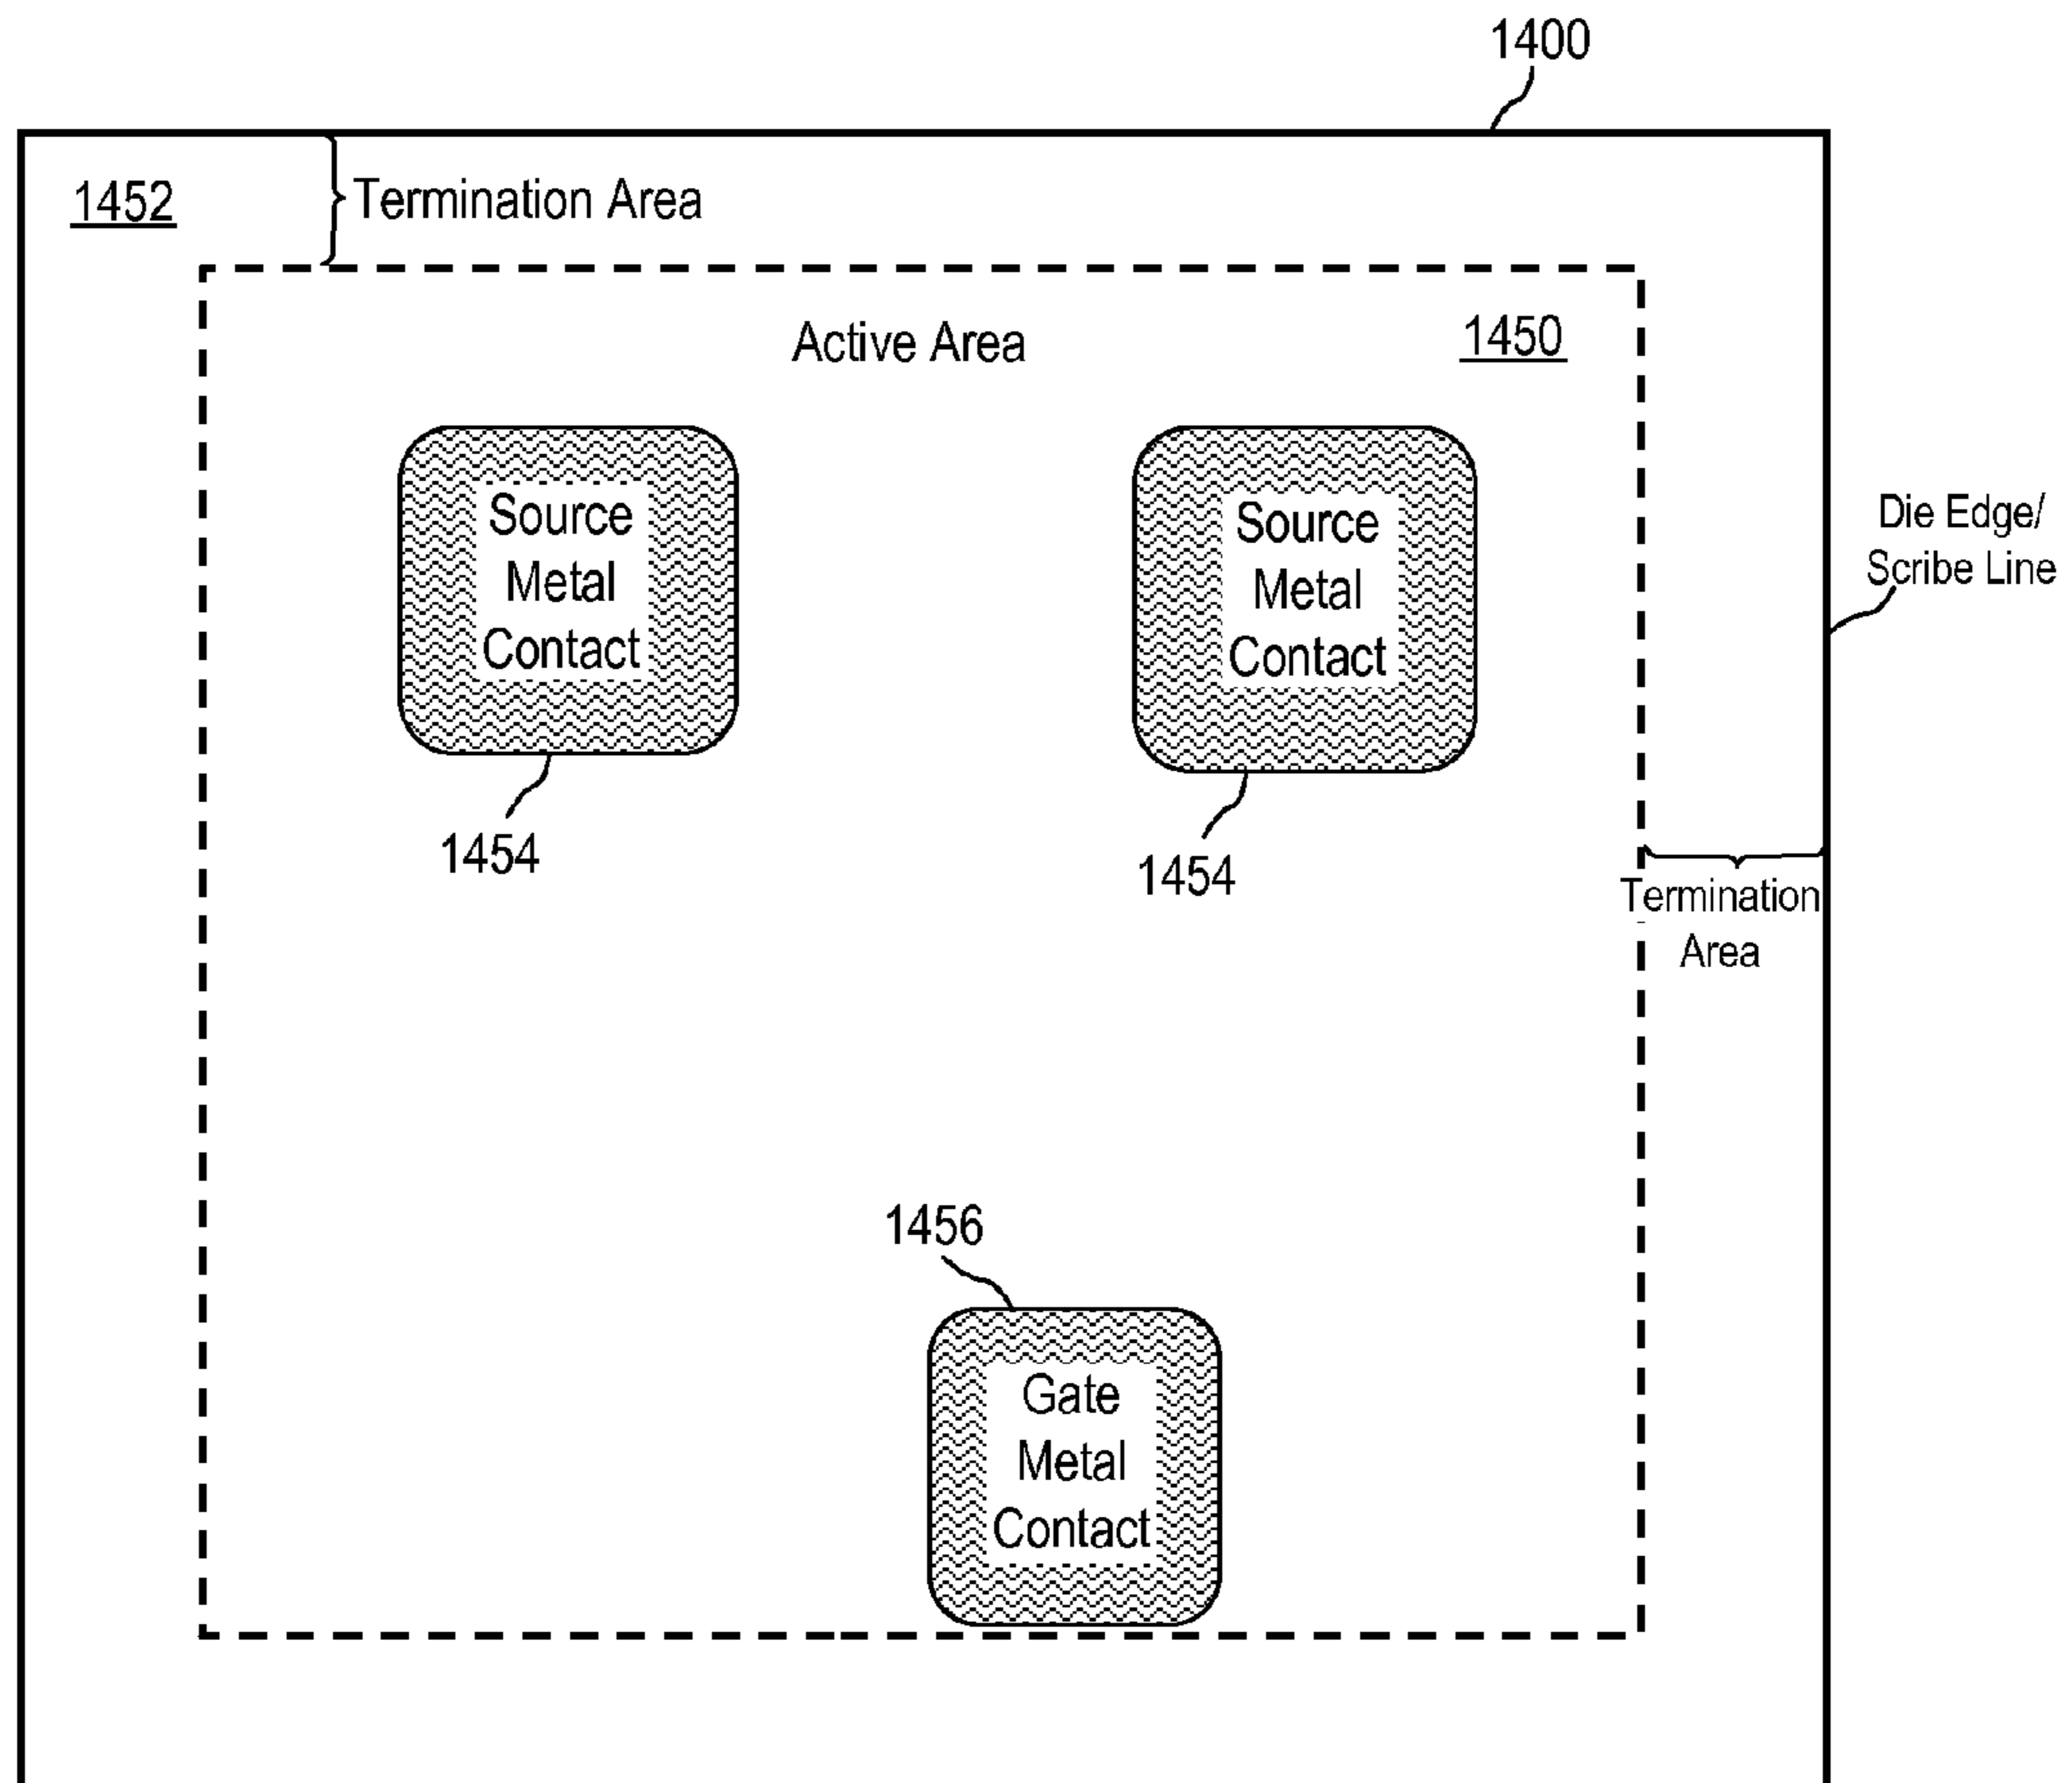 1400
1452
Termination Area
Active Area
1450
Source
Metal
Contact
Source
Metal
Contact
Die Edge/
Scribe Line
1454
1454
Termination
Area
1456
Gate
Metal
Contact